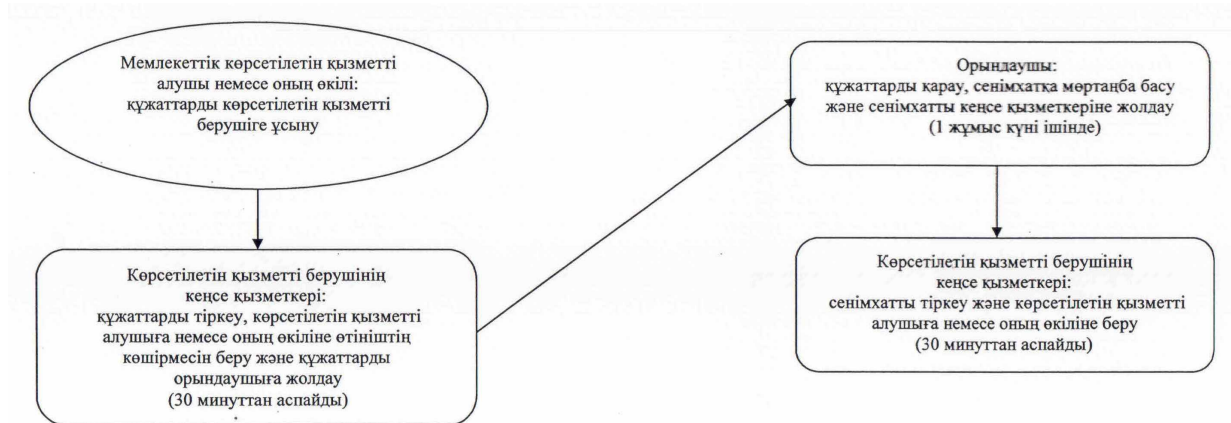 Мемлекеттік көрсетілетін қызметті
алушы немесе оның өкілі:
құжаттарды көрсетілетін қызметті
берушіге ұсыну
Көрсетілетін қызметті берушінің
кеңсе қызметкері:
құжаттарды тіркеу, көрсетілетін қызметті
алушыға немесе оның өкіліне өтініштің
көшірмесін беру және құжаттарды
орындаушыға жолдау
(30 минуттан аспайды)
Орындаушы:
құжаттарды қарау, сенімхатқа мөртаңба басу
және сенімхатты кеңсе қызметкеріне жолдау
(1 жұмыс күні ішінде)
Көрсетілетін қызметті берушінің
кеңсе қызметкері:
сенімхатты тіркеу және көрсетілетін қызметті
алушыға немесе оның өкіліне беру
(30 минуттан аспайды)